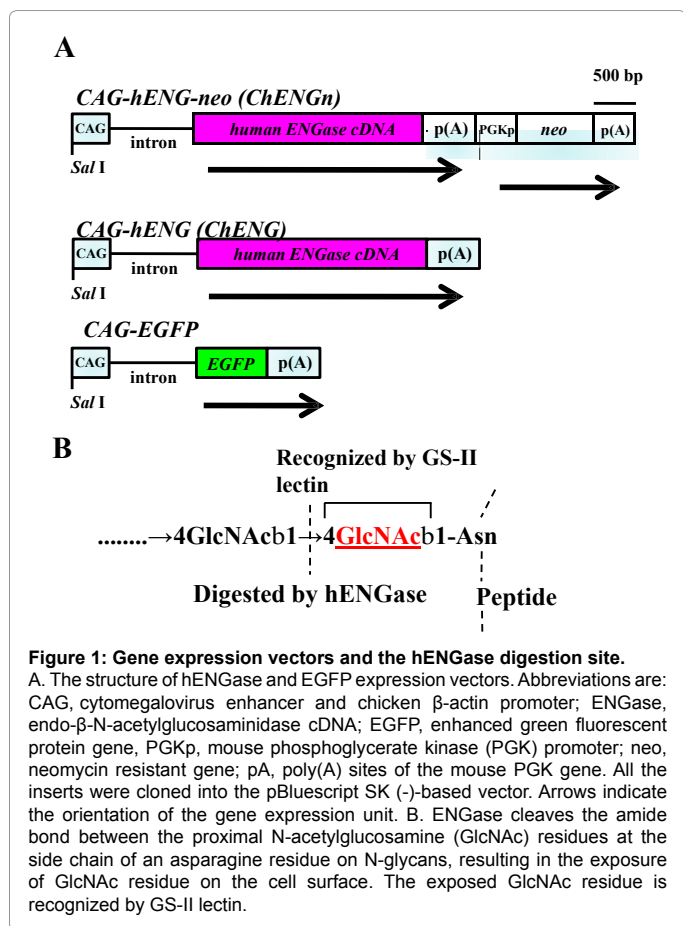 A
500 bp
CAG-hENG-neo (ChENGn)
CAG
intron
human ENGase cDNA
p(A)
PGKp
neo
p(A)
Sal I
CAG-hENG (ChENG)
CAG
intron
human ENGase cDNA
p(A)
Sal I
CAG-EGFP
CAG
intron
EGFP
p(A)
Sal I
B
Recognized by GS-II
lectin
........→4GlcNAcb1→4GlcNAcb1-Asn
Digested by hENGase
Peptide
Figure 1: Gene expression vectors and the hENGase digestion site.
A. The structure of hENGase and EGFP expression vectors. Abbreviations are:
CAG, cytomegalovirus enhancer and chicken β-actin promoter; ENGase,
endo-β-N-acetylglucosaminidase cDNA; EGFP, enhanced green fluorescent
protein gene, PGKp, mouse phosphoglycerate kinase (PGK) promoter; neo,
neomycin resistant gene; pA, poly(A) sites of the mouse PGK gene. All the
inserts were cloned into the pBluescript SK (-)-based vector. Arrows indicate
the orientation of the gene expression unit. B. ENGase cleaves the amide
bond between the proximal N-acetylglucosamine (GlcNAc) residues at the
side chain of an asparagine residue on N-glycans, resulting in the exposure
of GlcNAc residue on the cell surface. The exposed GlcNAc residue is
recognized by GS-II lectin.